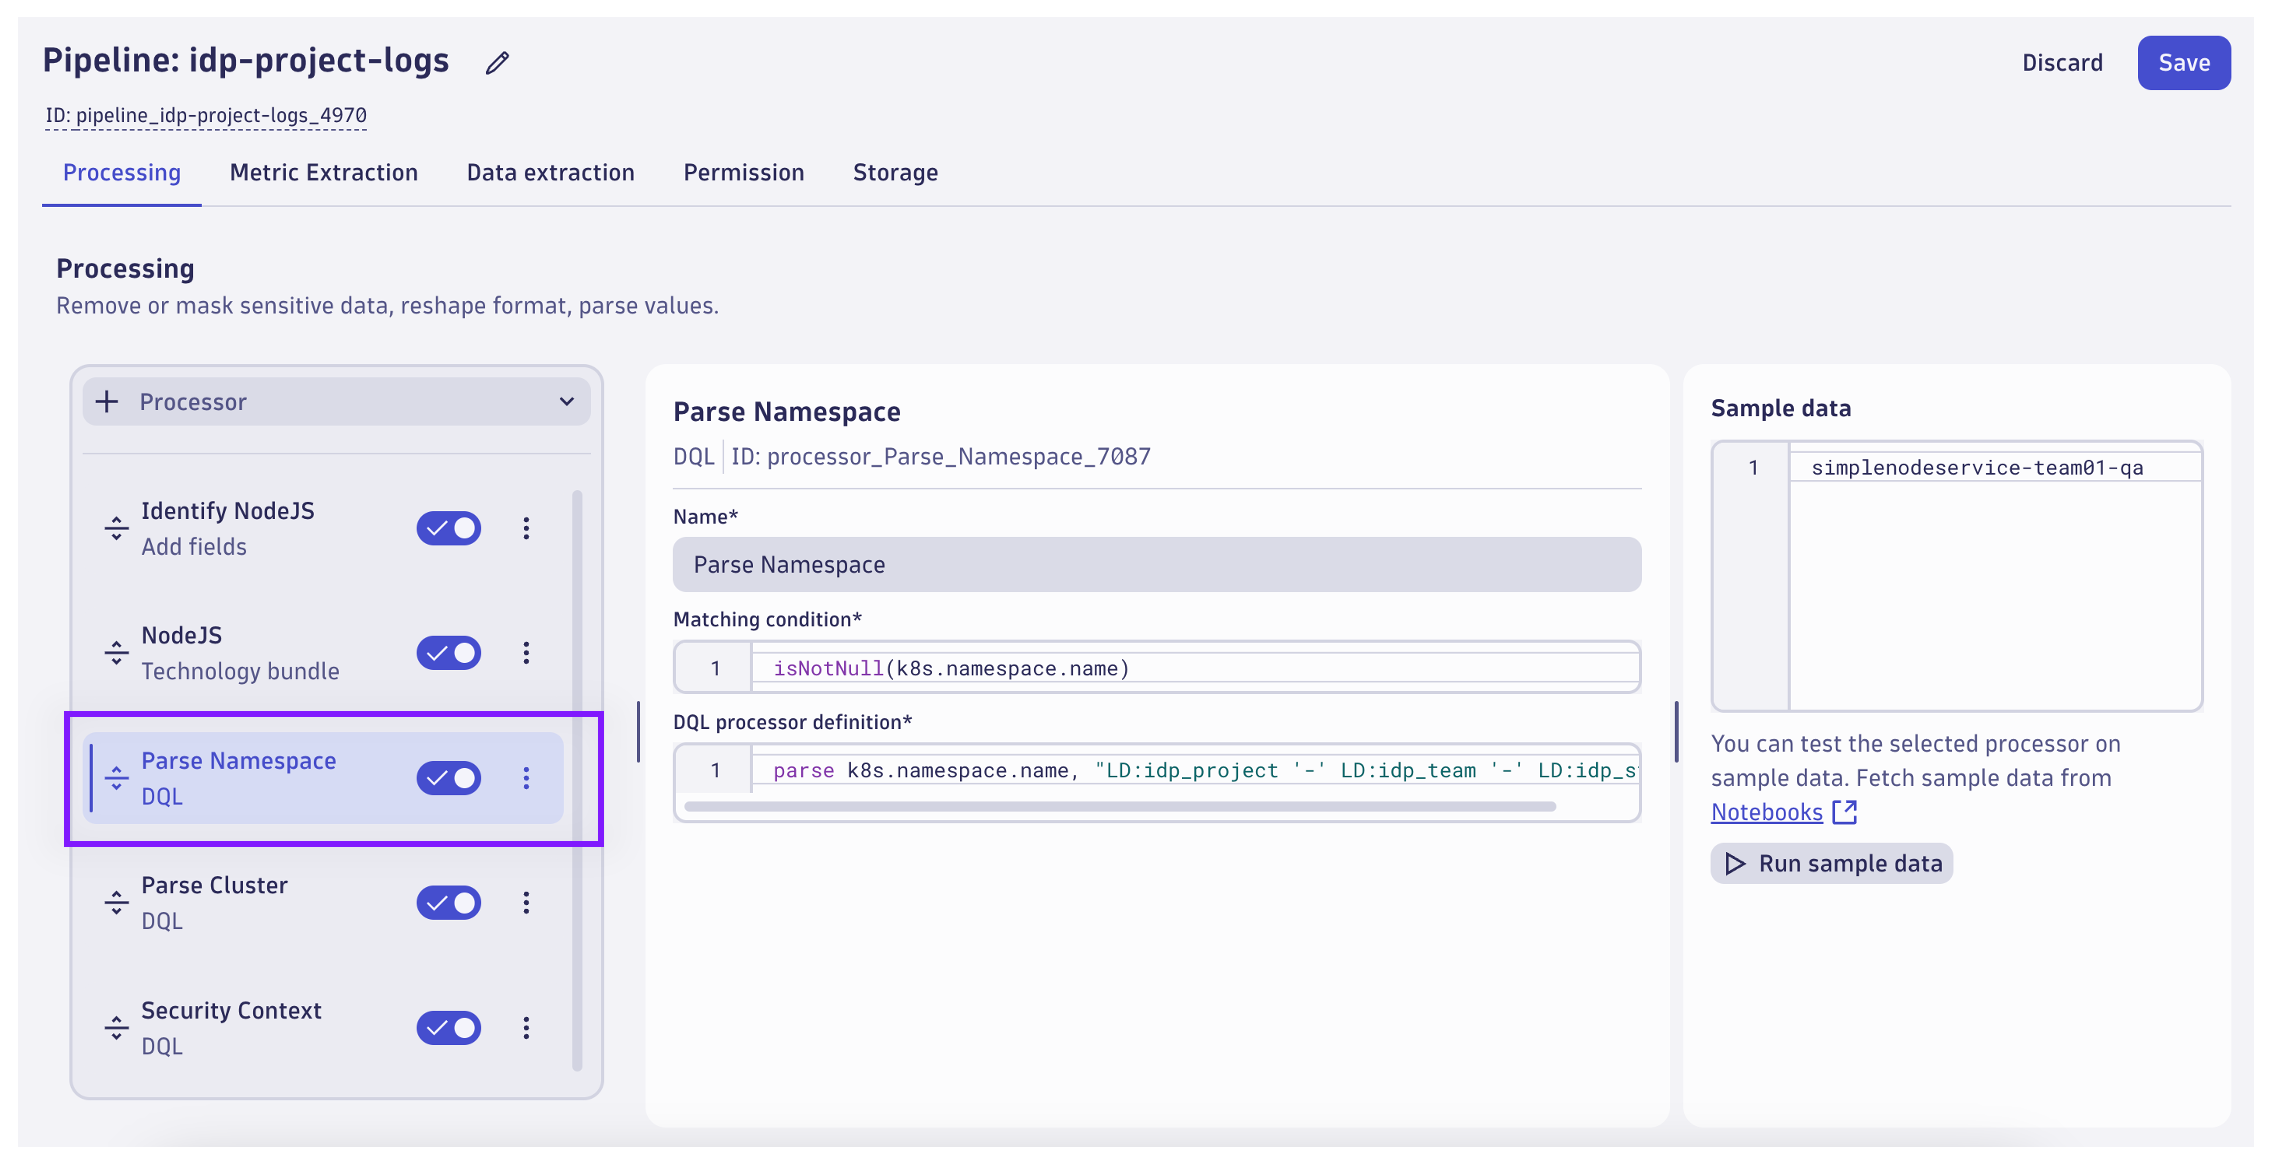 Pipeline: idp-project-logs
Discard
Save
ID: pipeline_idp-project-logs_4970
Processing
Metric Extraction
Data extraction
Permission
Storage
Processing
Remove or mask sensitive data, reshape format, parse values.
Processor
Identify NodeJS
Add fields
NodeJS
Technology bundle
Parse Namespace
DQL
Parse Cluster
DQL
Security Context
DQL
Parse Namespace
DQL ID: processor_Parse_Namespace_7087
Name*
Parse Namespace
Matching condition*
1 isNotNull(k8s.namespace.name)
DQL processor definition*
1 parse k8s.namespace.name, "LD:idp_project '-' LD:idp_team '-' LD:idp_s
Sample data
1 simplenodeservice-team01-qa
You can test the selected processor on
sample data. Fetch sample data from
Notebooks
Run sample data